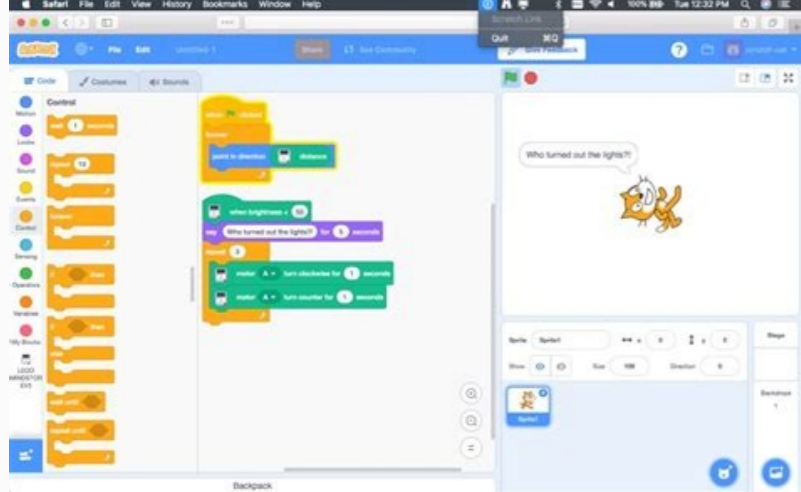 Safari File Edit View History Bookmarks Window Help 100% Tue 12:32 PM
Scratch Link
Quit ⌘Q
SCRATCH File Edit Untitled-1 Share See Community Give Feedback
Code Costumes Sounds
Motion
Looks
Sound
Events
Control
Sensing
Operators
Variables
My Blocks
LEGO
MINDSTORMS
EV3
Control
wait 1 seconds
repeat 10
forever
if then
if then
else
wait until
repeat until
when clicked
forever
point in direction distance
when brightness < 50
say Who turned out the lights?! for 5 seconds
repeat 3
motor A turn clockwise for 1 seconds
motor A turn counter for 1 seconds
Backpack
Who turned out the lights?!
Sprite Sprite1 x 0 y 0
Show Size 100 Direction
Sprite1
Stage
Backdrops
1